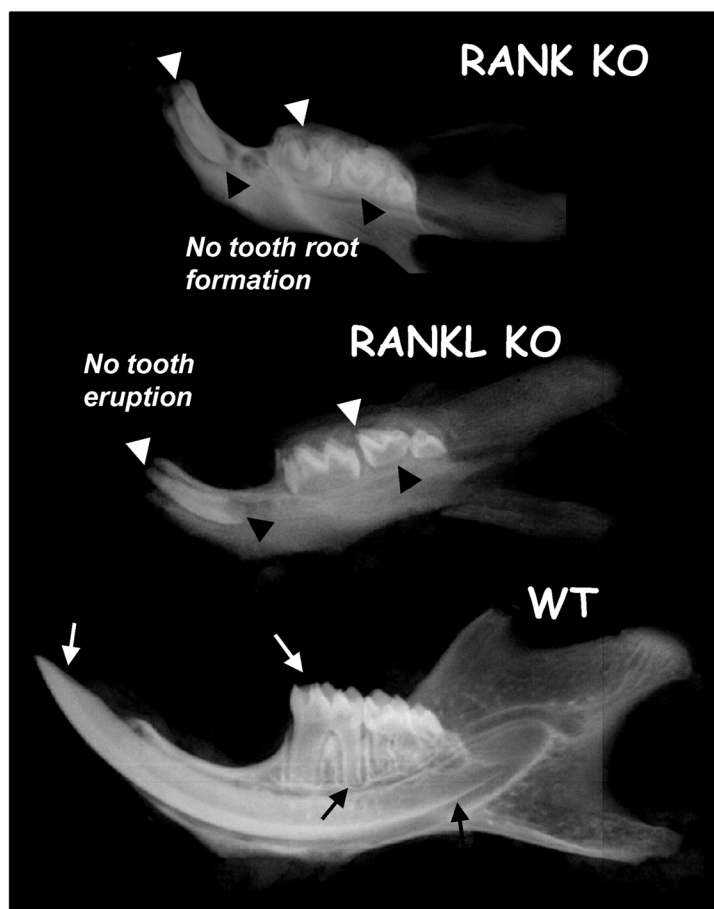 RANK KO
No tooth root
formation
RANKL KO
No tooth
eruption
WT